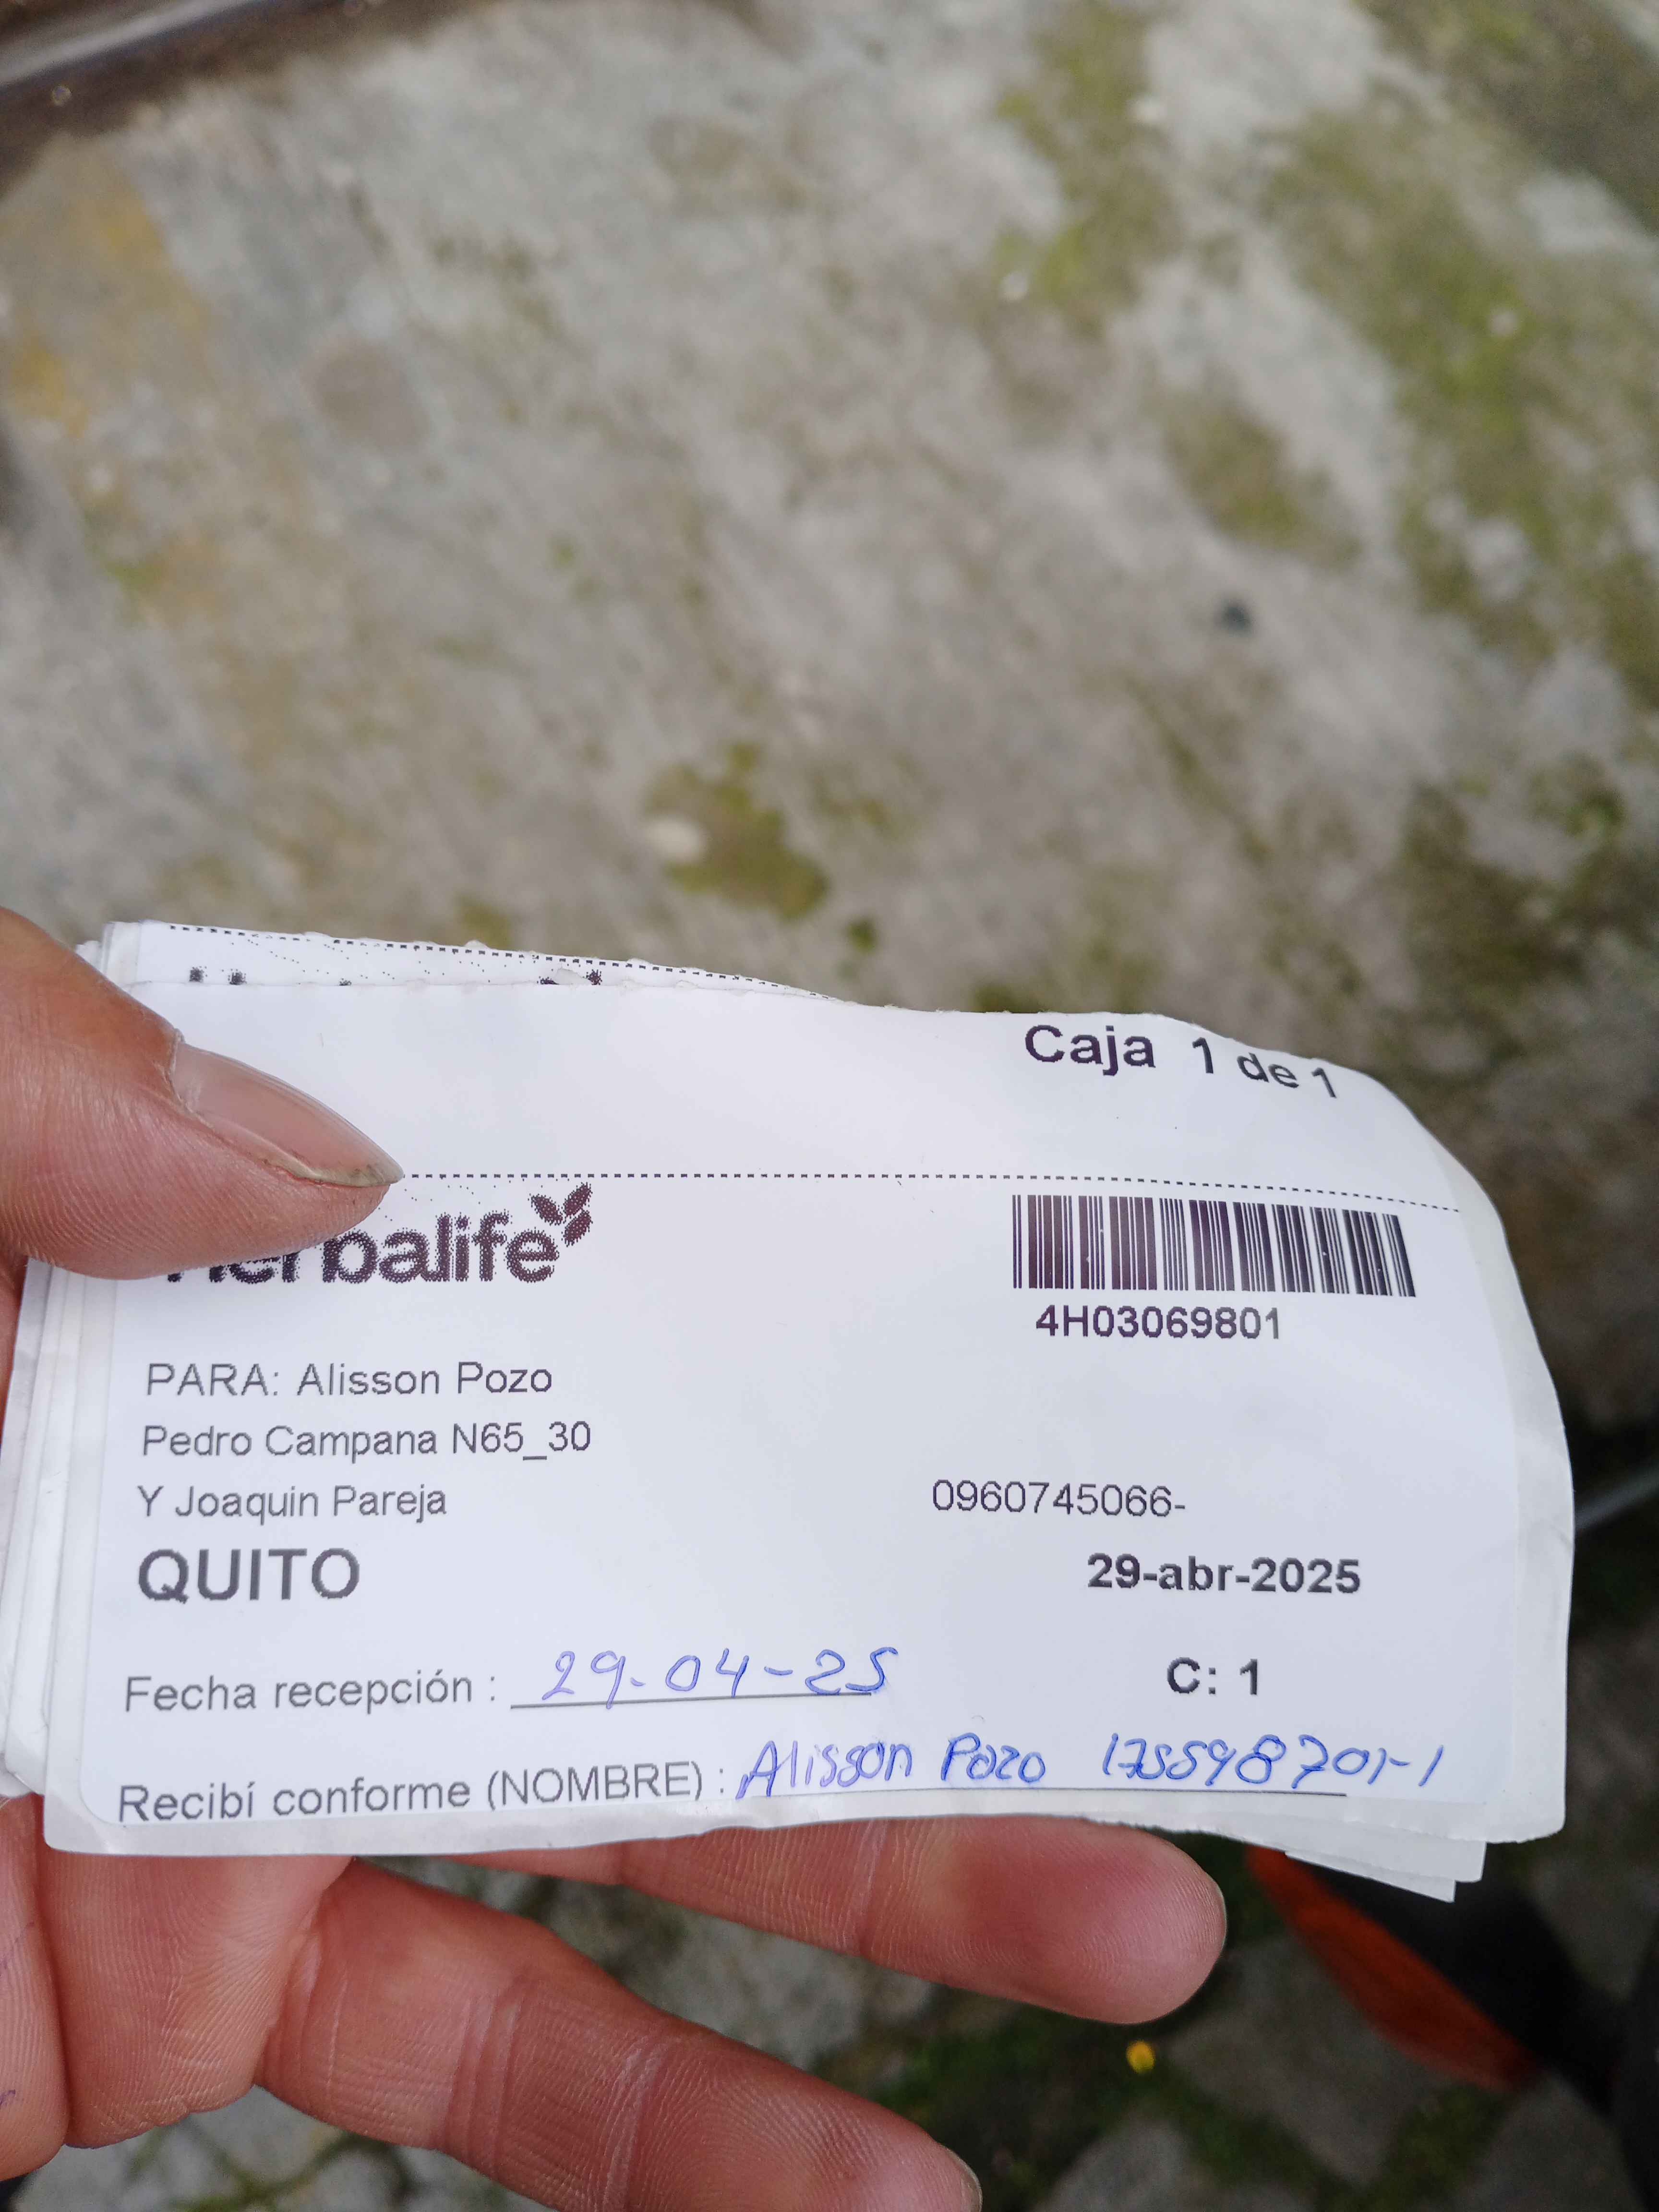 Caja 1 de 1
Herbalife
4H03069801
PARA: Alisson Pozo
Pedro Campana N65_30
Y Joaquin Pareja
0960745066-
QUITO
29-abr-2025
Fecha recepción : 29-04-25
C: 1
Recibí conforme (NOMBRE) : Alisson Pozo 175598701-1